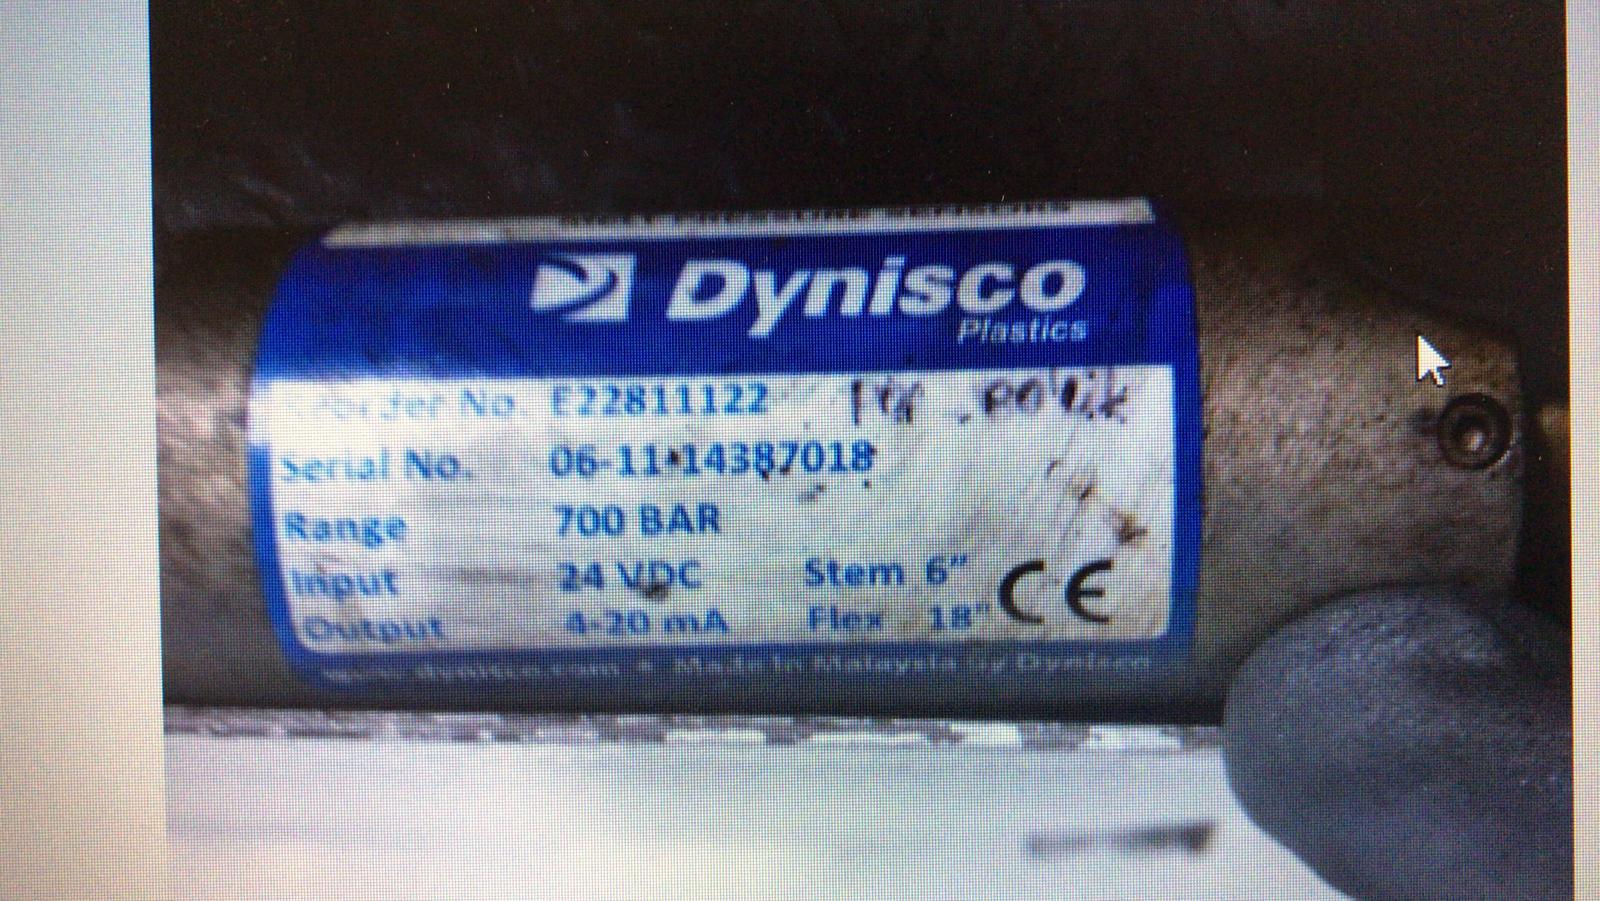 Dynisco
Plastics
Order No. E22811122
Serial No. 06-11-14387018
Range 700 BAR
Input 24 VDC Stem 6"
Output 4-20 mA Flex 18" CE
www.dynisco.com • Made In Malaysia by Dynisco